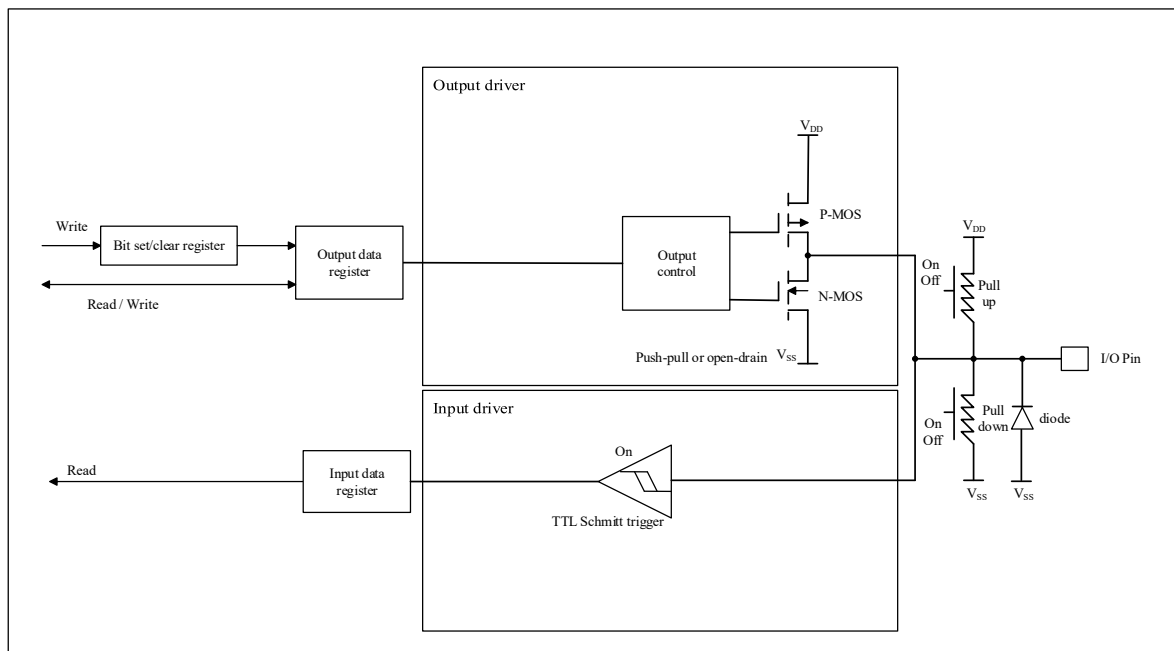 Output driver
V_DD
P-MOS
Write
Bit set/clear register
Output data
register
Output
control
V_DD
On
Off
Pull
up
Read / Write
N-MOS
Push-pull or open-drain
V_SS
I/O Pin
Input driver
On
Off
Pull
down
diode
Read
Input data
register
On
TTL Schmitt trigger
V_SS
V_SS